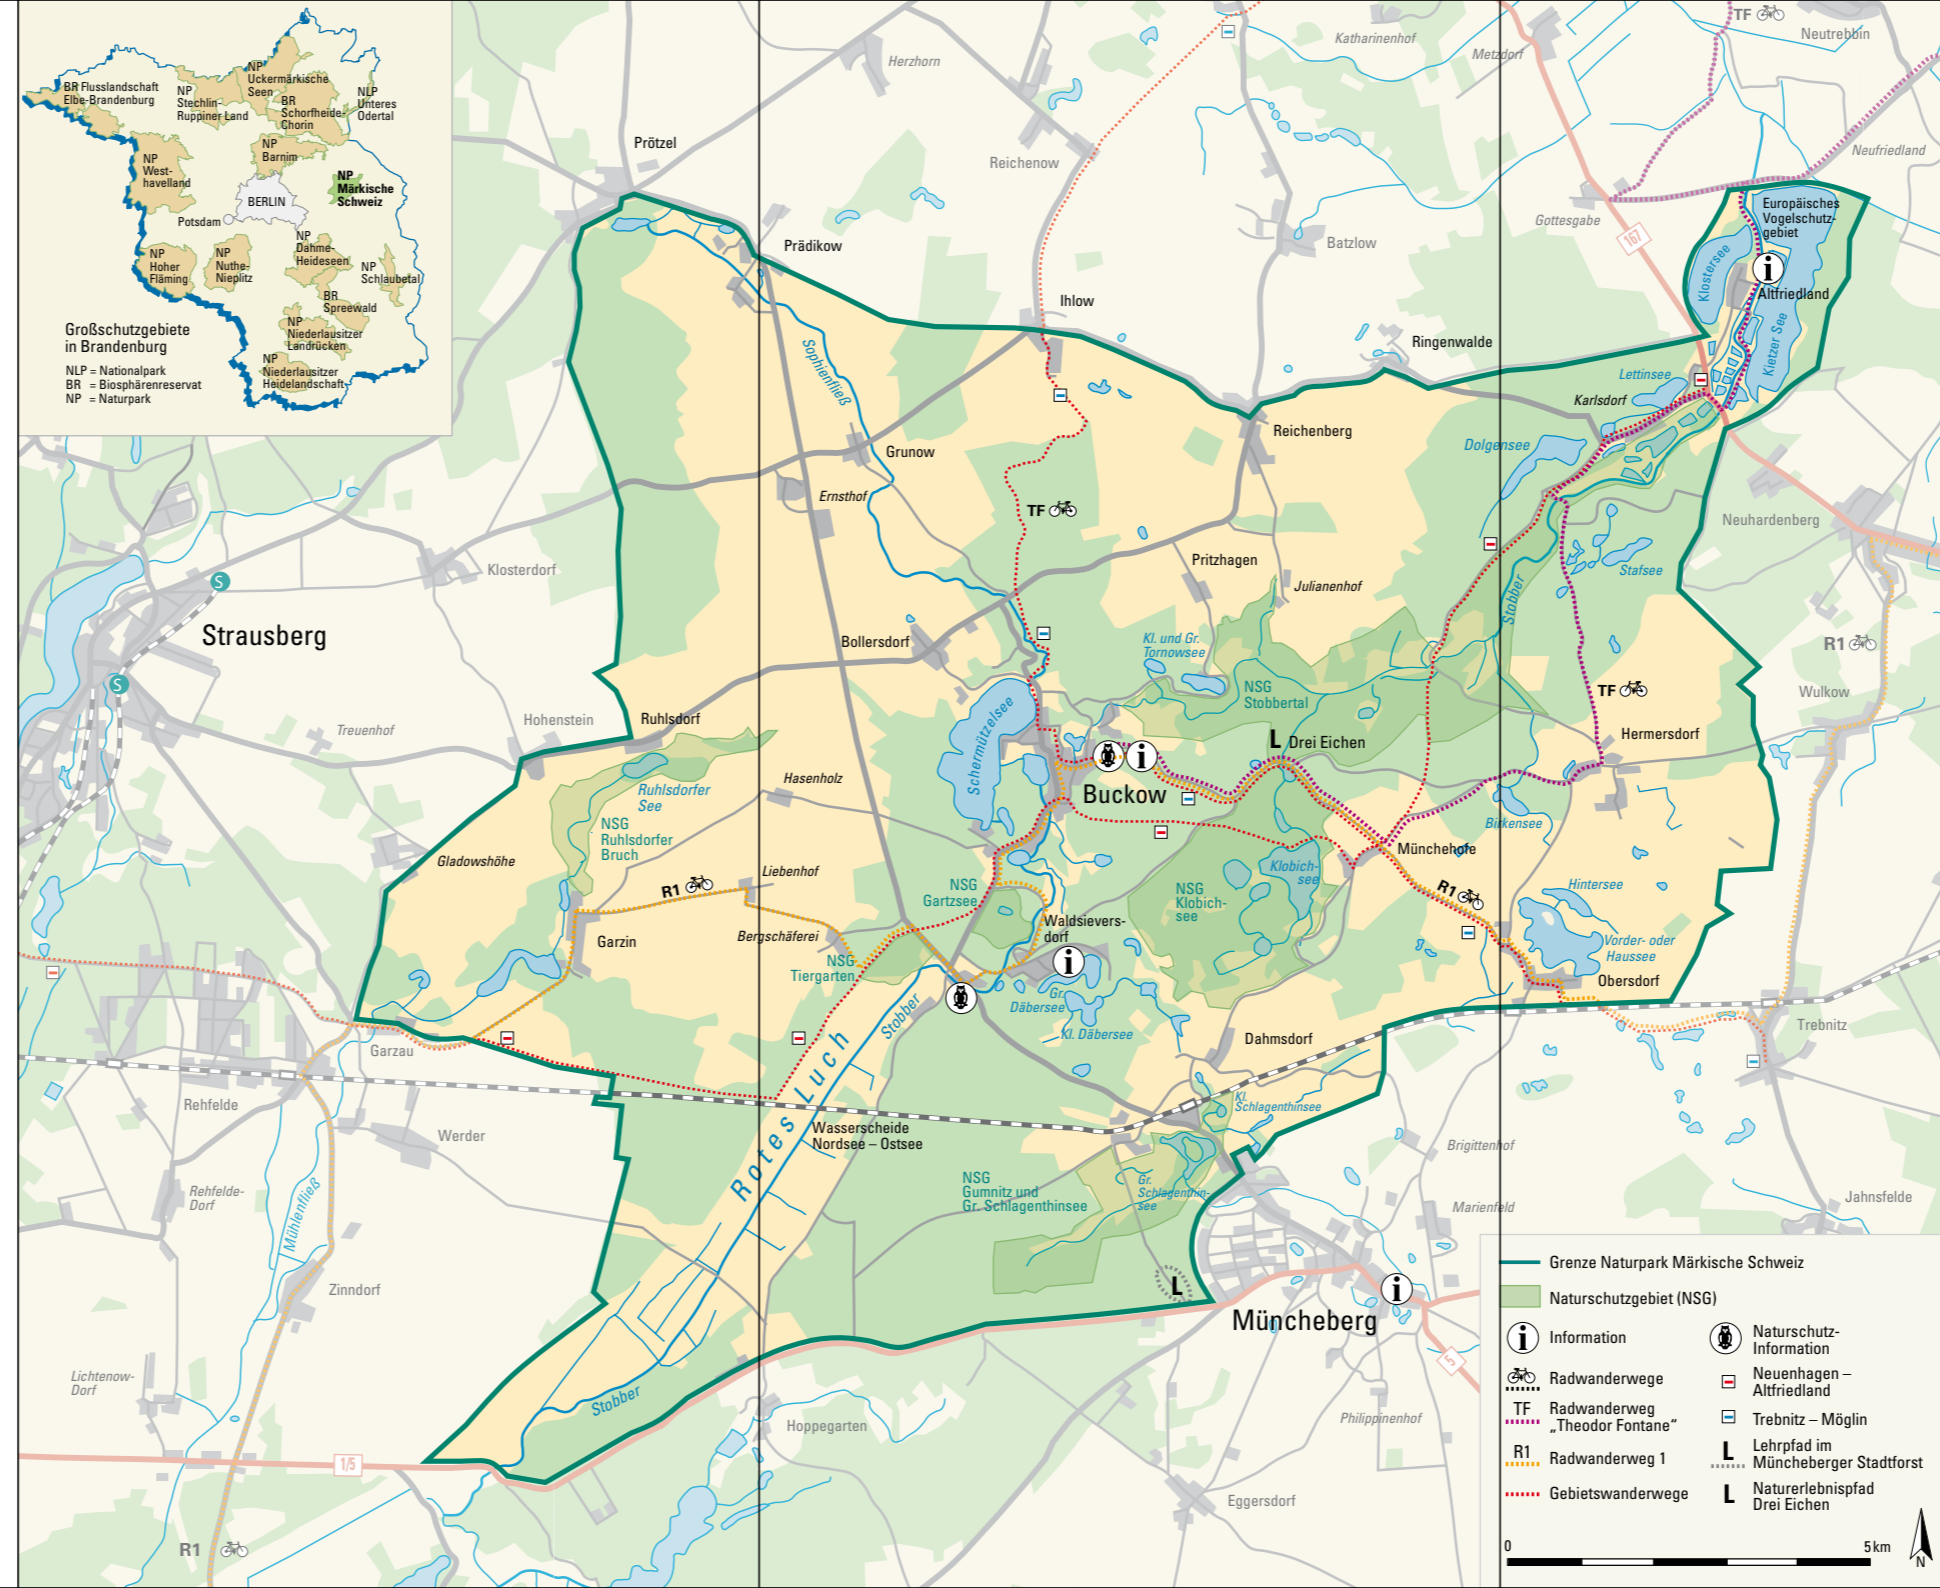 BR Flusslandschaft
Elbe-Brandenburg
NP
Stechlin-
Ruppiner Land
NP
Uckermärkische
Seen
BR
Schorfheide-
Chorin
NLP
Unteres
Odertal
NP
Barnim
NP
West-
havelland
BERLIN
Potsdam
NP
Märkische
Schweiz
NP
Hoher
Fläming
NP
Nuthe-
Nieplitz
NP
Dahme-
Heideseen
NP
Schlaubetal
BR
Spreewald
NP
Niederlausitzer
Landrücken
NP
Niederlausitzer
Heidelandschaft
Großschutzgebiete
in Brandenburg
NLP = Nationalpark
BR = Biosphärenreservat
NP = Naturpark
Herzhorn
Katharinenhof
Metzdorf
TF
Neutrebbin
Prötzel
Reichenow
Neufriedland
Prädikow
Batzlow
Gottesgabe
167
Europäisches
Vogelschutz-
gebiet
Klostersee
i
Altfriedland
Kietzer See
Ihlow
Ringenwalde
Sophienfließ
Lettinsee
Karlsdorf
Reichenberg
Dolgensee
Grunow
Ernsthof
TF
Neuhardenberg
Klosterdorf
S
Pritzhagen
Julianenhof
Stafsee
Stobber
Strausberg
Bollersdorf
Kl. und Gr.
Tornowsee
R1
S
NSG
Stobbertal
TF
Wulkow
Treuenhof
Hohenstein
Ruhlsdorf
Schermützelsee
Hermersdorf
L Drei Eichen
i
Hasenholz
Ruhlsdorfer
See
Buckow
NSG
Ruhlsdorfer
Bruch
Birkensee
Gladowshöhe
Münchehofe
Liebenhof
R1
Klobich-
see
NSG
Gartzsee
NSG
Klobich-
see
R1
Hintersee
Waldsievers-
dorf
Bergschäferei
Garzin
Vorder- oder
Haussee
NSG
Tiergarten
i
Obersdorf
Gr.
Däbersee
Stobber
Kl. Däbersee
Dahmsdorf
Trebnitz
Garzau
Rotes Luch
Kl.
Schlagenthinsee
Rehfelde
Wasserscheide
Nordsee – Ostsee
Werder
Brigittenhof
NSG
Gumnitz und
Gr. Schlagenthinsee
Gr.
Schlagenthin-
see
Rehfelde-
Dorf
Mühlenfließ
Marienfeld
Jahnsfelde
L
i
Zinndorf
Müncheberg
5
Lichtenow-
Dorf
Stobber
Hoppegarten
Philippinenhof
1/5
Eggersdorf
R1
Grenze Naturpark Märkische Schweiz
Naturschutzgebiet (NSG)
i Information
Radwanderwege
TF Radwanderweg
„Theodor Fontane“
R1 Radwanderweg 1
Gebietswanderwege
Naturschutz-
Information
Neuenhagen –
Altfriedland
Trebnitz – Möglin
L Lehrpfad im
Müncheberger Stadtforst
L Naturerlebnispfad
Drei Eichen
0 5 km
N